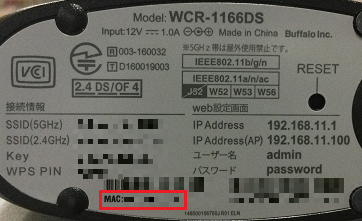 Model: WCR-1166DS
Input:12V ⎓ 1.0A Made in China Buffalo Inc.
※5GHz帯は屋外使用禁止です。
VCCI
R 003-160032
T D160019003
IEEE802.11b/g/n
IEEE802.11a/n/ac
2.4 DS/OF 4
J52 W52 W53 W56
RESET
接続情報
SSID(5GHz)
SSID(2.4GHz)
Key
WPS PIN
web設定画面
IP Address 192.168.11.1
IP Address(AP) 192.168.11.100
ユーザー名 admin
パスワード password
MAC: